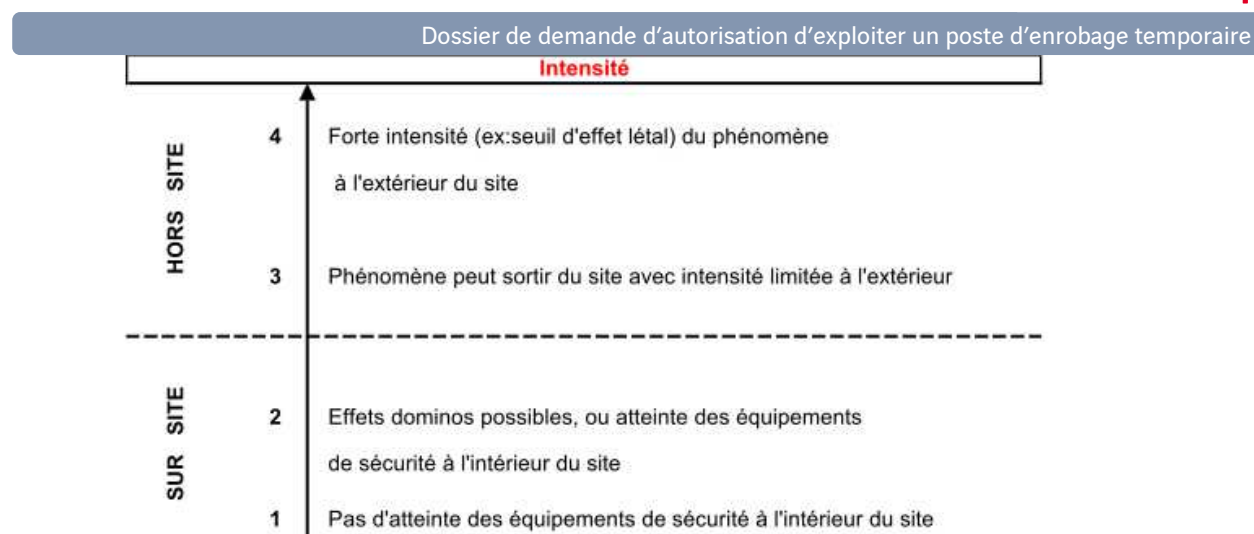 Dossier de demande d'autorisation d'exploiter un poste d'enrobage temporaire
Intensité
HORS SITE
4 Forte intensité (ex:seuil d'effet létal) du phénomène
à l'extérieur du site
3 Phénomène peut sortir du site avec intensité limitée à l'extérieur
SUR SITE
2 Effets dominos possibles, ou atteinte des équipements
de sécurité à l'intérieur du site
1 Pas d'atteinte des équipements de sécurité à l'intérieur du site